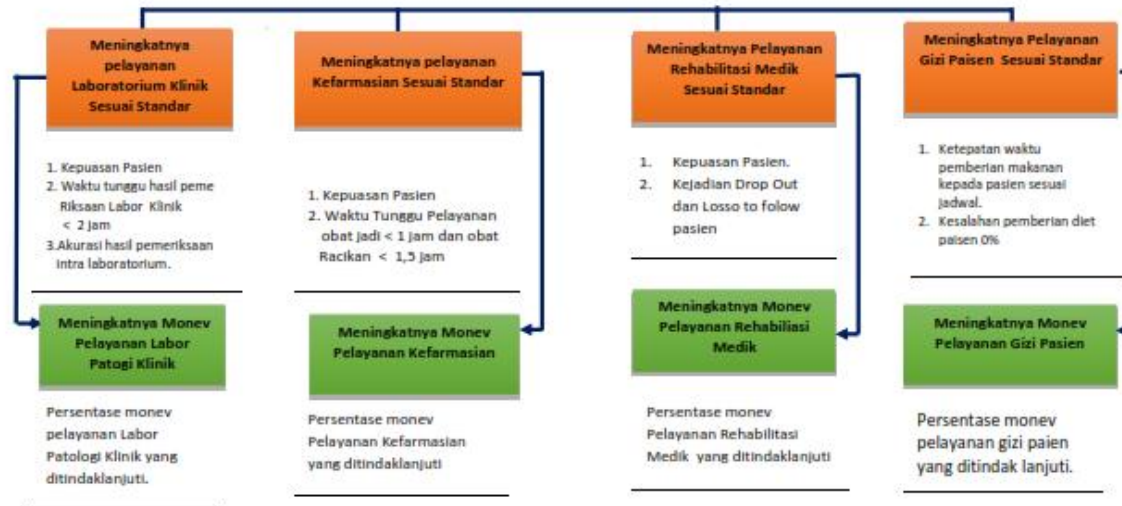 Meningkatnya
pelayanan
Laboratorium Klinik
Sesuai Standar
1. Kepuasan Pasien
2. Waktu tunggu hasil peme
Riksaan Labor Klinik
< 2 jam
3.Akurasi hasil pemeriksaan
intra laboratorium.
Meningkatnya Monev
Pelayanan Labor
Patogi Klinik
Persentase monev
pelayanan Labor
Patologi Klinik yang
ditindaklanjuti.
Meningkatnya pelayanan
Kefarmasian Sesuai Standar
1. Kepuasan Pasien
2. Waktu Tunggu Pelayanan
obat jadi < 1 jam dan obat
Racikan < 1,5 jam
Meningkatnya Monev
Pelayanan Kefarmasian
Persentase monev
Pelayanan Kefarmasian
yang ditindaklanjuti
Meningkatnya Pelayanan
Rehabilitasi Medik
Sesuai Standar
1. Kepuasan Pasien.
2. Kejadian Drop Out
dan Losso to folow
pasien
Meningkatnya Monev
Pelayanan Rehabiliasi
Medik
Persentase monev
Pelayanan Rehabilitasi
Medik yang ditindaklanjuti
Meningkatnya Pelayanan
Gizi Paisen Sesuai Standar
1. Ketepatan waktu
pemberian makanan
kepada pasien sesuai
jadwal.
2. Kesalahan pemberian diet
paisen 0%
Meningkatnya Monev
Pelayanan Gizi Pasien
Persentase monev
pelayanan gizi paien
yang ditindak lanjuti.